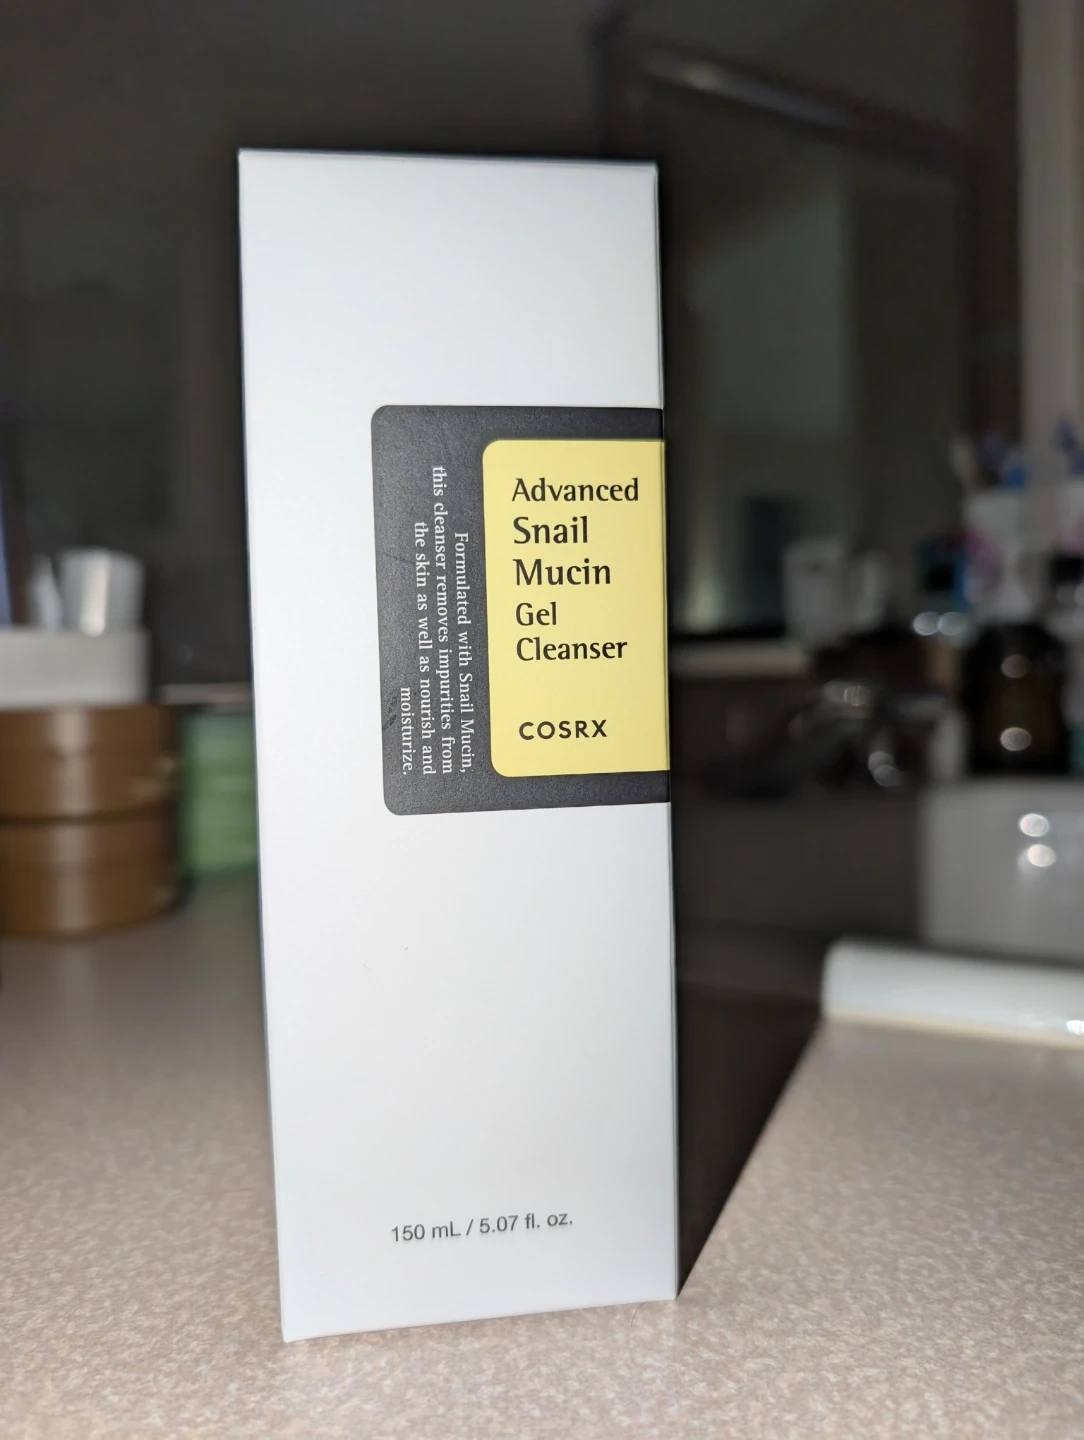 Advanced
Snail
Mucin
Gel
Cleanser
COSRX
Formulated with Snail Mucin,
this cleanser removes impurities from
the skin as well as nourish and
moisturize.
150 mL / 5.07 fl. oz.